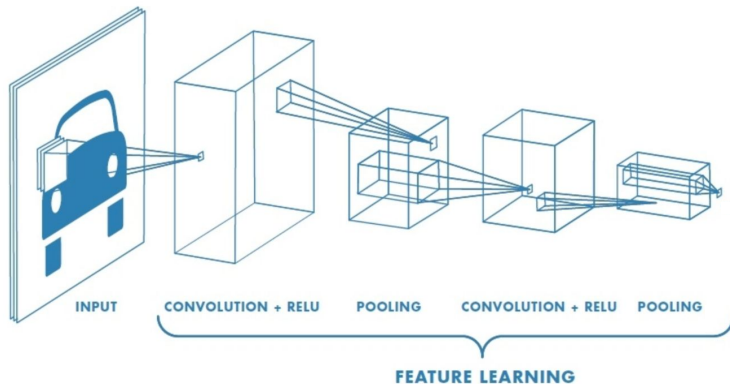 INPUT CONVOLUTION + RELU POOLING CONVOLUTION + RELU POOLING
FEATURE LEARNING